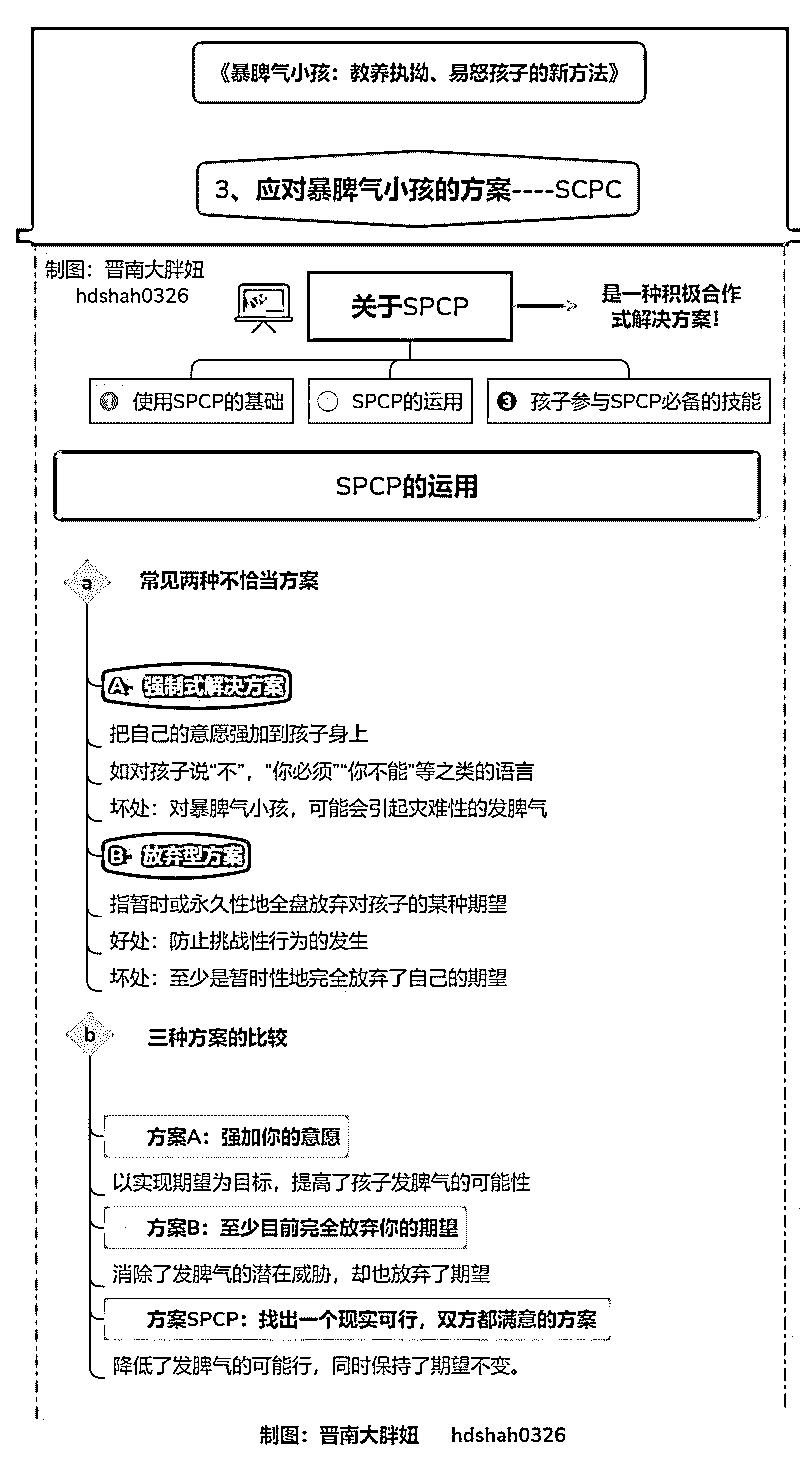 《暴脾气小孩：教养执拗、易怒孩子的新方法》
3、应对暴脾气小孩的方案----SCPC
制图：晋南大胖妞
hdshah0326
关于SPCP
是一种积极合作
式解决方案！
使用SPCP的基础
SPCP的运用
3 孩子参与SPCP必备的技能
SPCP的运用
a 常见两种不恰当方案
A- 强制式解决方案
把自己的意愿强加到孩子身上
如对孩子说“不”，"你必须”“你不能”等之类的语言
坏处：对暴脾气小孩，可能会引起灾难性的发脾气
B- 放弃型方案
指暂时或永久性地全盘放弃对孩子的某种期望
好处：防止挑战性行为的发生
坏处：至少是暂时性地完全放弃了自己的期望
b 三种方案的比较
方案A：强加你的意愿
以实现期望为目标，提高了孩子发脾气的可能性
方案B：至少目前完全放弃你的期望
消除了发脾气的潜在威胁，却也放弃了期望
方案SPCP：找出一个现实可行，双方都满意的方案
降低了发脾气的可能行，同时保持了期望不变。
制图：晋南大胖妞 hdshah0326